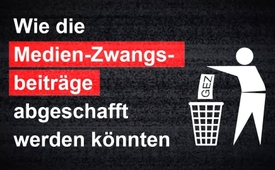 Wie die
Medien-Zwangs-
beiträge
abgeschafft
werden könnten
GEZ